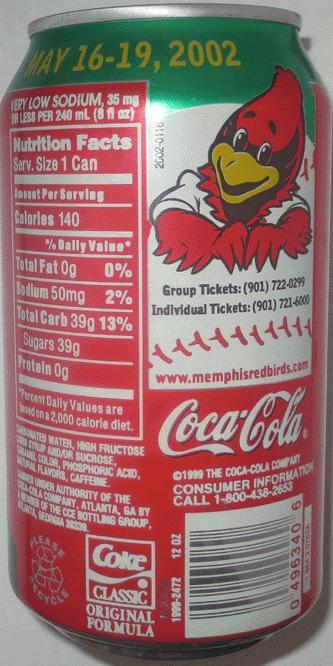 MAY 16-19, 2002
VERY LOW SODIUM, 35 mg
OR LESS PER 240 mL (8 fl oz)
Nutrition Facts
Serv. Size 1 Can
Amount Per Serving
Calories 140
% Daily Value*
Total Fat 0g 0%
Sodium 50mg 2%
Total Carb 39g 13%
Sugars 39g
Protein 0g
*Percent Daily Values are
based on a 2,000 calorie diet.
CARBONATED WATER, HIGH FRUCTOSE
CORN SYRUP AND/OR SUCROSE,
CARAMEL COLOR, PHOSPHORIC ACID,
NATURAL FLAVORS, CAFFEINE.
CANNED UNDER AUTHORITY OF THE
COCA-COLA COMPANY, ATLANTA, GA BY
A MEMBER OF THE CCE BOTTLING GROUP,
ATLANTA, GEORGIA
PLEASE
RECYCLE
Coke
CLASSIC
ORIGINAL
FORMULA
2002-0116
Group Tickets: (901) 722-0299
Individual Tickets: (901) 721-6000
www.memphisredbirds.com
Coca-Cola
©1999 THE COCA-COLA COMPANY
CONSUMER INFORMATION
CALL 1-800-438-2653
1999-2472 12 OZ
0 496340 6